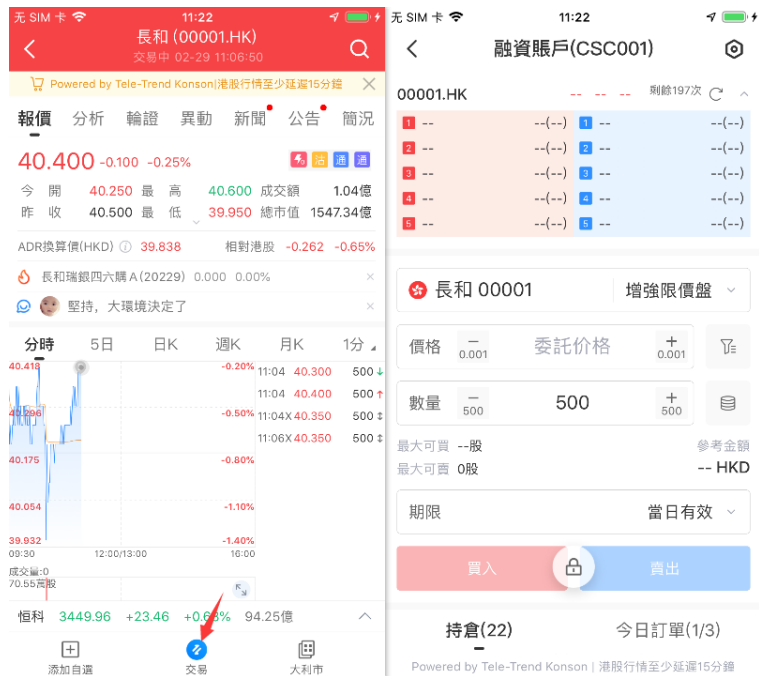 無 SIM 卡
11:22
長和 (00001.HK)
交易中 02-29 11:06:50
Powered by Tele-Trend Konson|港股行情至少延遲15分鐘
報價 分析 輪證 異動 新聞 公告 簡況
40.400 -0.100 -0.25%
今開 40.250 最高 40.600 成交額 1.04億
昨收 40.500 最低 39.950 總市值 1547.34億
ADR換算價(HKD) 39.838 相對港股 -0.262 -0.65%
長和瑞銀四六購A(20229) 0.000 0.00%
堅持，大環境決定了
分時 5日 日K 週K 月K 1分
40.418 -0.20%
40.296 -0.50%
40.175 -0.80%
40.054 -1.10%
39.932 -1.40%
09:30 12:00/13:00 16:00
11:04 40.300 500
11:04 40.400 500
11:04X40.350 500
11:06X40.350 500
成交量:0
70.55萬股
恒科 3449.96 +23.46 +0.68% 94.25億
添加自選 交易 大利市
无 SIM 卡
11:22
融資賬戶(CSC001)
00001.HK -- -- -- 剩餘197次
1 -- --(--) 1 --(--)
2 -- --(--) 2 --(--)
3 -- --(--) 3 --(--)
4 -- --(--) 4 --(--)
5 -- --(--) 5 --(--)
長和 00001 增強限價盤
價格 − 0.001 委託价格 + 0.001
數量 − 500 500 + 500
最大可買 --股 參考金額
最大可賣 0股 -- HKD
期限 當日有效
買入 賣出
持倉(22) 今日訂單(1/3)
Powered by Tele-Trend Konson | 港股行情至少延遲15分鐘